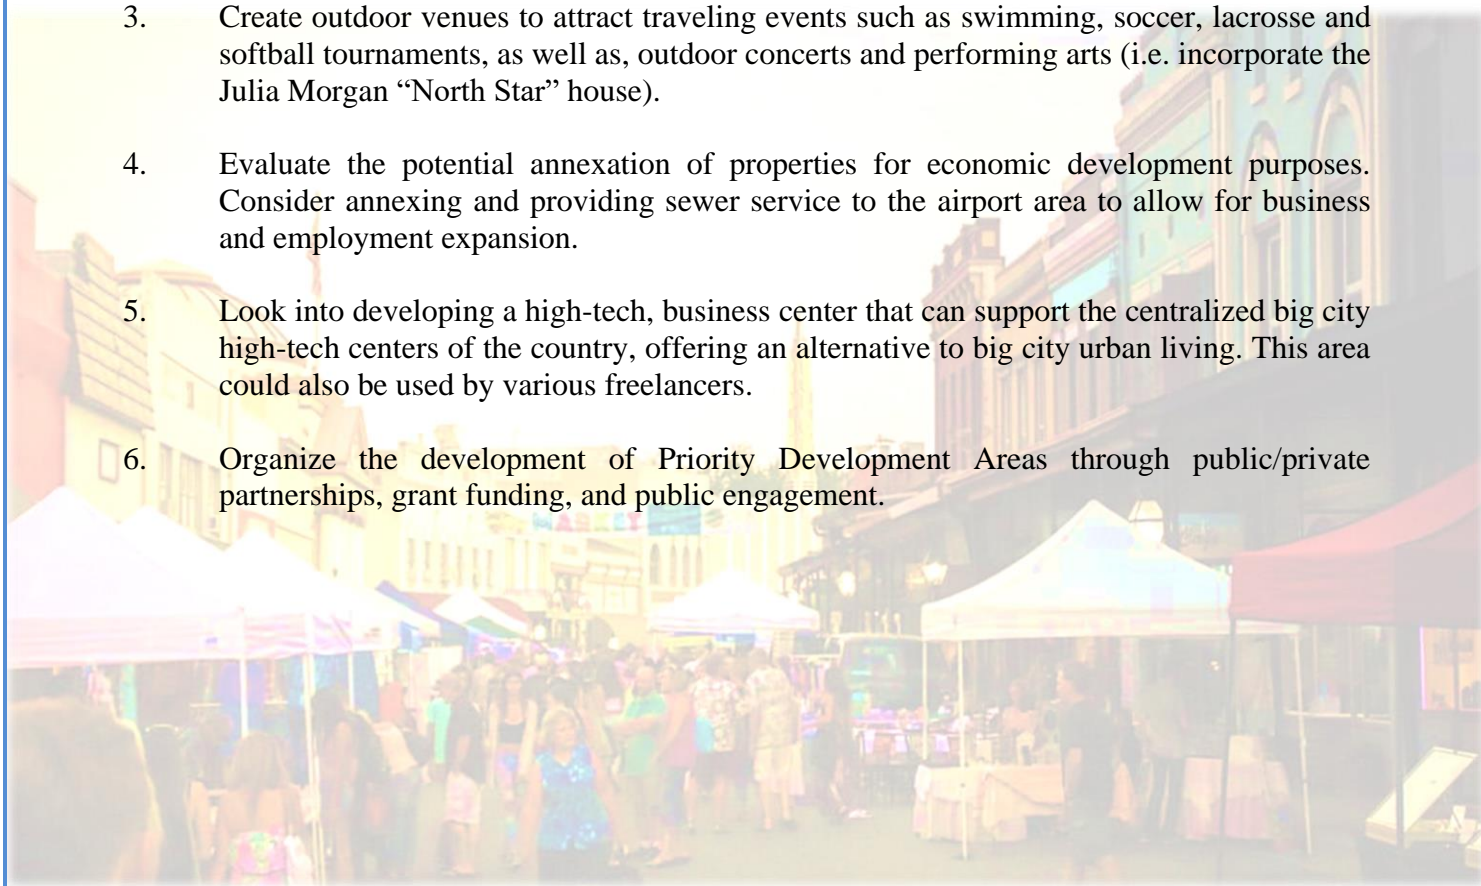 3. Create outdoor venues to attract traveling events such as swimming, soccer, lacrosse and
softball tournaments, as well as, outdoor concerts and performing arts (i.e. incorporate the
Julia Morgan “North Star” house).
4. Evaluate the potential annexation of properties for economic development purposes.
Consider annexing and providing sewer service to the airport area to allow for business
and employment expansion.
5. Look into developing a high-tech, business center that can support the centralized big city
high-tech centers of the country, offering an alternative to big city urban living. This area
could also be used by various freelancers.
6. Organize the development of Priority Development Areas through public/private
partnerships, grant funding, and public engagement.